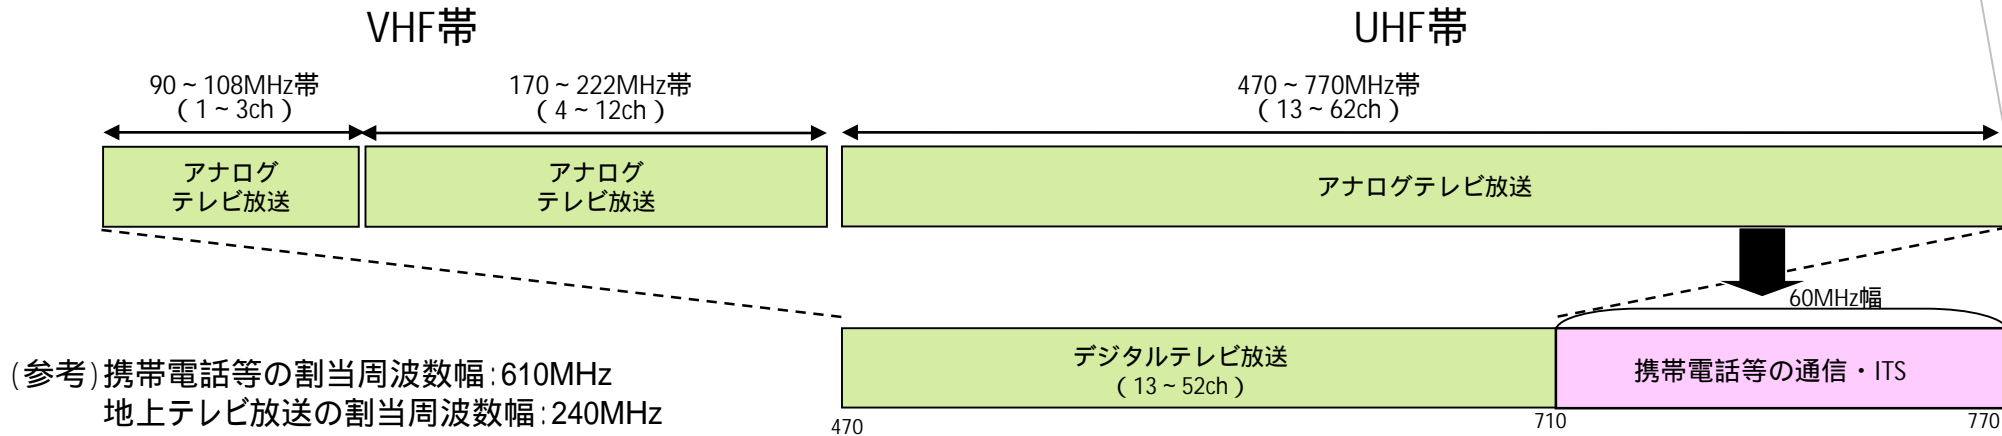 VHF帯
UHF帯
90~108MHz帯
(1~3ch)
170~222MHz帯
(4~12ch)
470~770MHz帯
(13~62ch)
アナログ
テレビ放送
アナログ
テレビ放送
アナログテレビ放送
60MHz幅
デジタルテレビ放送
(13~52ch)
携帯電話等の通信・ITS
470
710
770
(参考)携帯電話等の割当周波数幅:610MHz
地上テレビ放送の割当周波数幅:240MHz